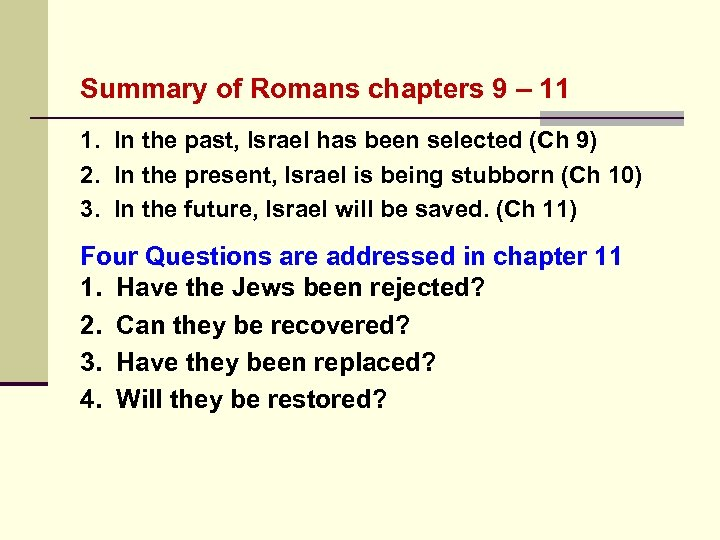 Summary of Romans chapters 9 – 11
1. In the past, Israel has been selected (Ch 9)
2. In the present, Israel is being stubborn (Ch 10)
3. In the future, Israel will be saved. (Ch 11)
Four Questions are addressed in chapter 11
1. Have the Jews been rejected?
2. Can they be recovered?
3. Have they been replaced?
4. Will they be restored?